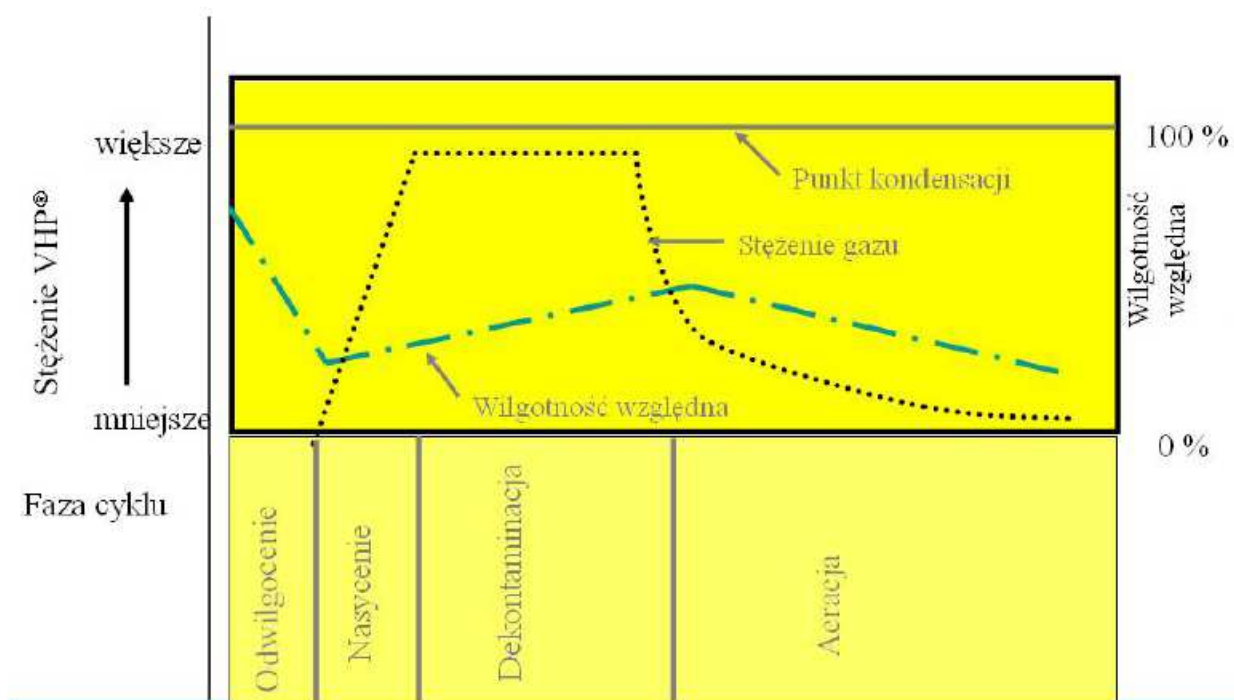 większe
Stężenie VHP®
mniejsze
Punkt kondensacji
Stężenie gazu
Wilgotność względna
100 %
Wilgotność
względna
0 %
Faza cyklu
Odwilgocenie
Nasycenie
Dekontaminacja
Aeracja